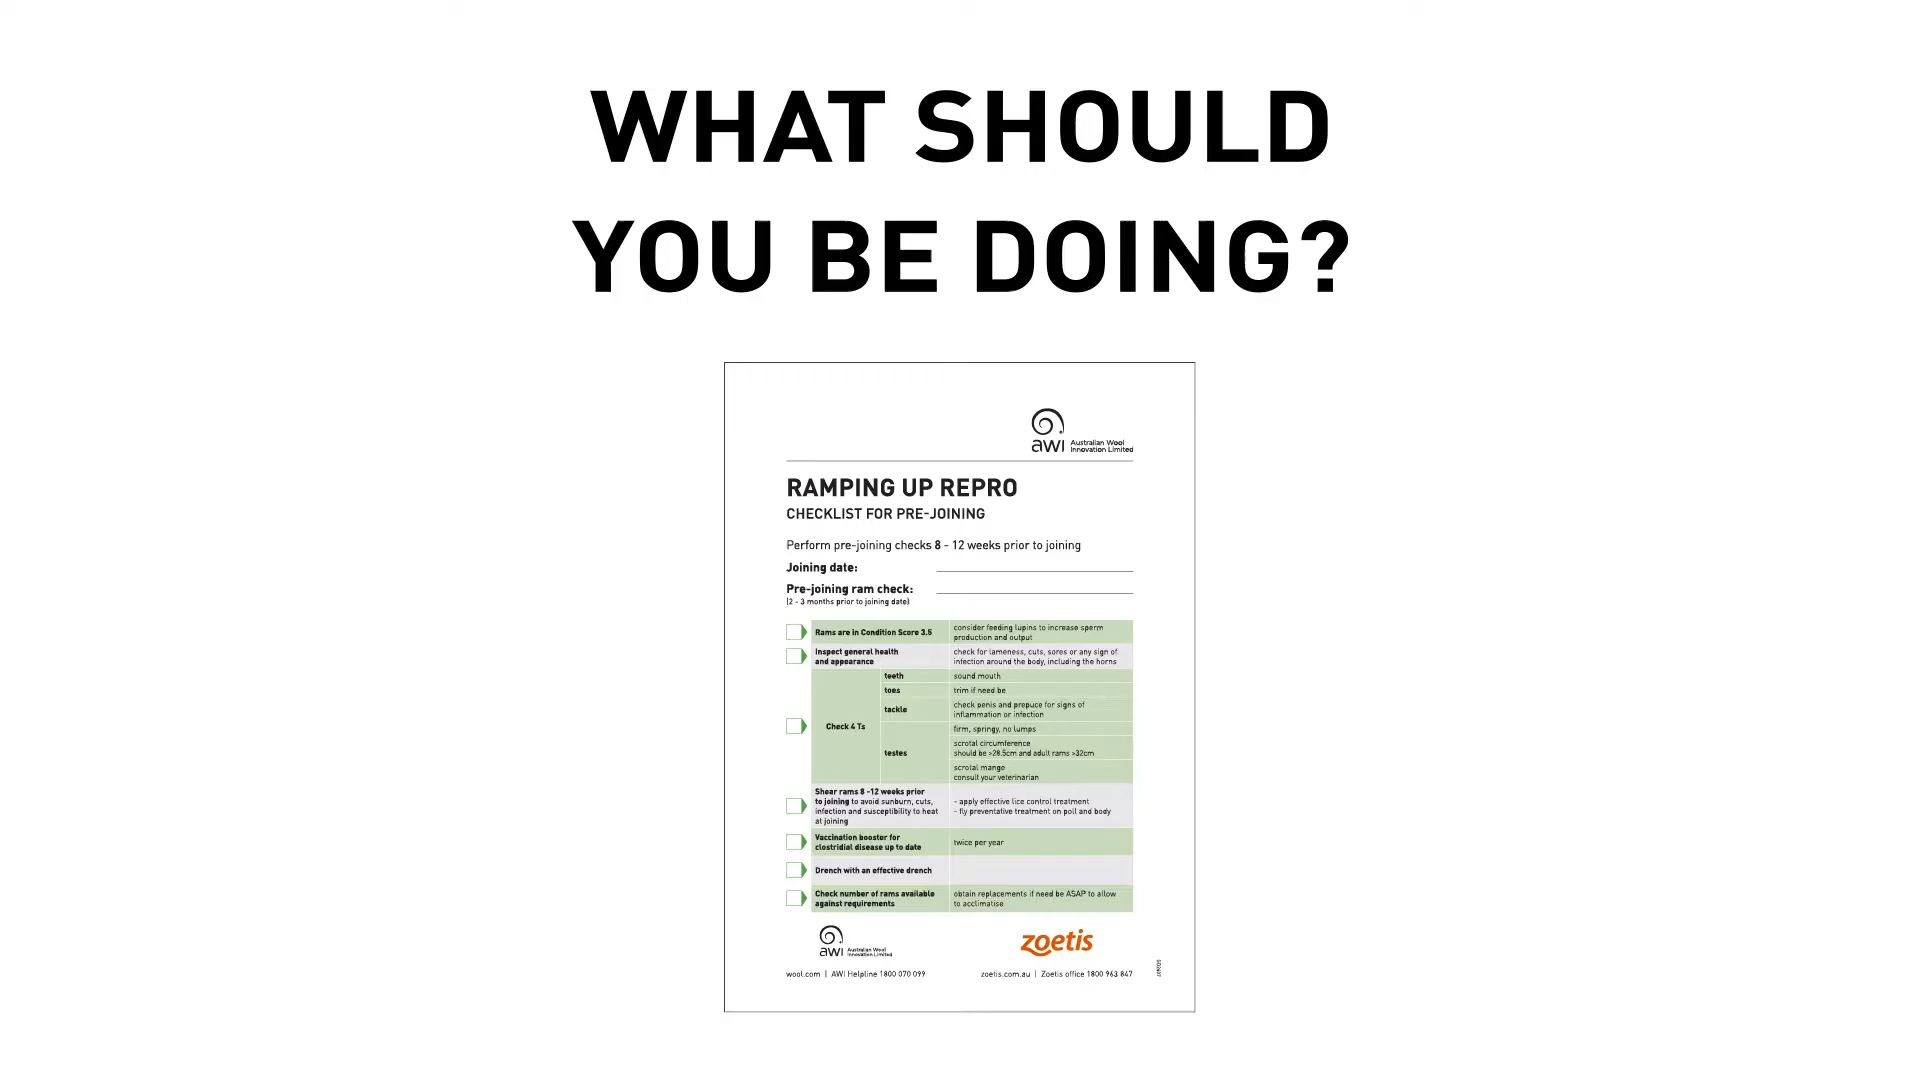 WHAT SHOULD
YOU BE DOING?
awi Australian Wool
Innovation Limited
RAMPING UP REPRO
CHECKLIST FOR PRE-JOINING
Perform pre-joining checks 8 - 12 weeks prior to joining
Joining date:
Pre-joining ram check:
(2 - 3 months prior to joining date)
Rams are in Condition Score 3.5
consider feeding lupins to increase sperm
production and output
Inspect general health
and appearance
check for lameness, cuts, sores or any sign of
infection around the body, including the horns
Check 4 Ts
teeth
sound mouth
toes
trim if need be
tackle
check penis and prepuce for signs of
inflammation or infection
testes
firm, springy, no lumps
scrotal circumference
should be >28.5cm and adult rams >32cm
scrotal mange
consult your veterinarian
Shear rams 8 -12 weeks prior
to joining to avoid sunburn, cuts,
infection and susceptibility to heat
at joining
- apply effective lice control treatment
- fly preventative treatment on poll and body
Vaccination booster for
clostridial disease up to date
twice per year
Drench with an effective drench
Check number of rams available
against requirements
obtain replacements if need be ASAP to allow
to acclimatise
awi Australian Wool
Innovation Limited
zoetis
wool.com | AWI Helpline 1800 070 099
zoetis.com.au | Zoetis office 1800 963 847